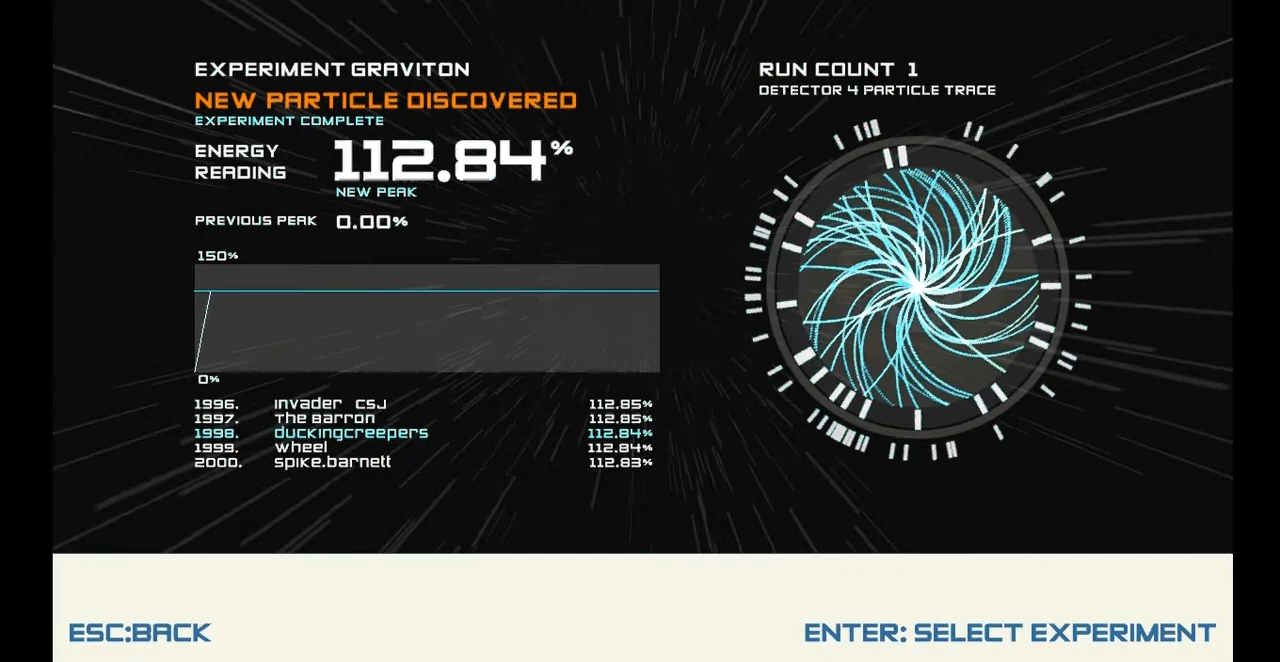 EXPERIMENT GRAVITON
NEW PARTICLE DISCOVERED
EXPERIMENT COMPLETE
ENERGY READING 112.84%
NEW PEAK
PREVIOUS PEAK 0.00%
150%
0%
1996. invader csj 112.85%
1997. The Barron 112.85%
1998. duckingcreepers 112.84%
1999. wheel 112.84%
2000. spike.barnett 112.83%
RUN COUNT 1
DETECTOR 4 PARTICLE TRACE
ESC:BACK
ENTER: SELECT EXPERIMENT